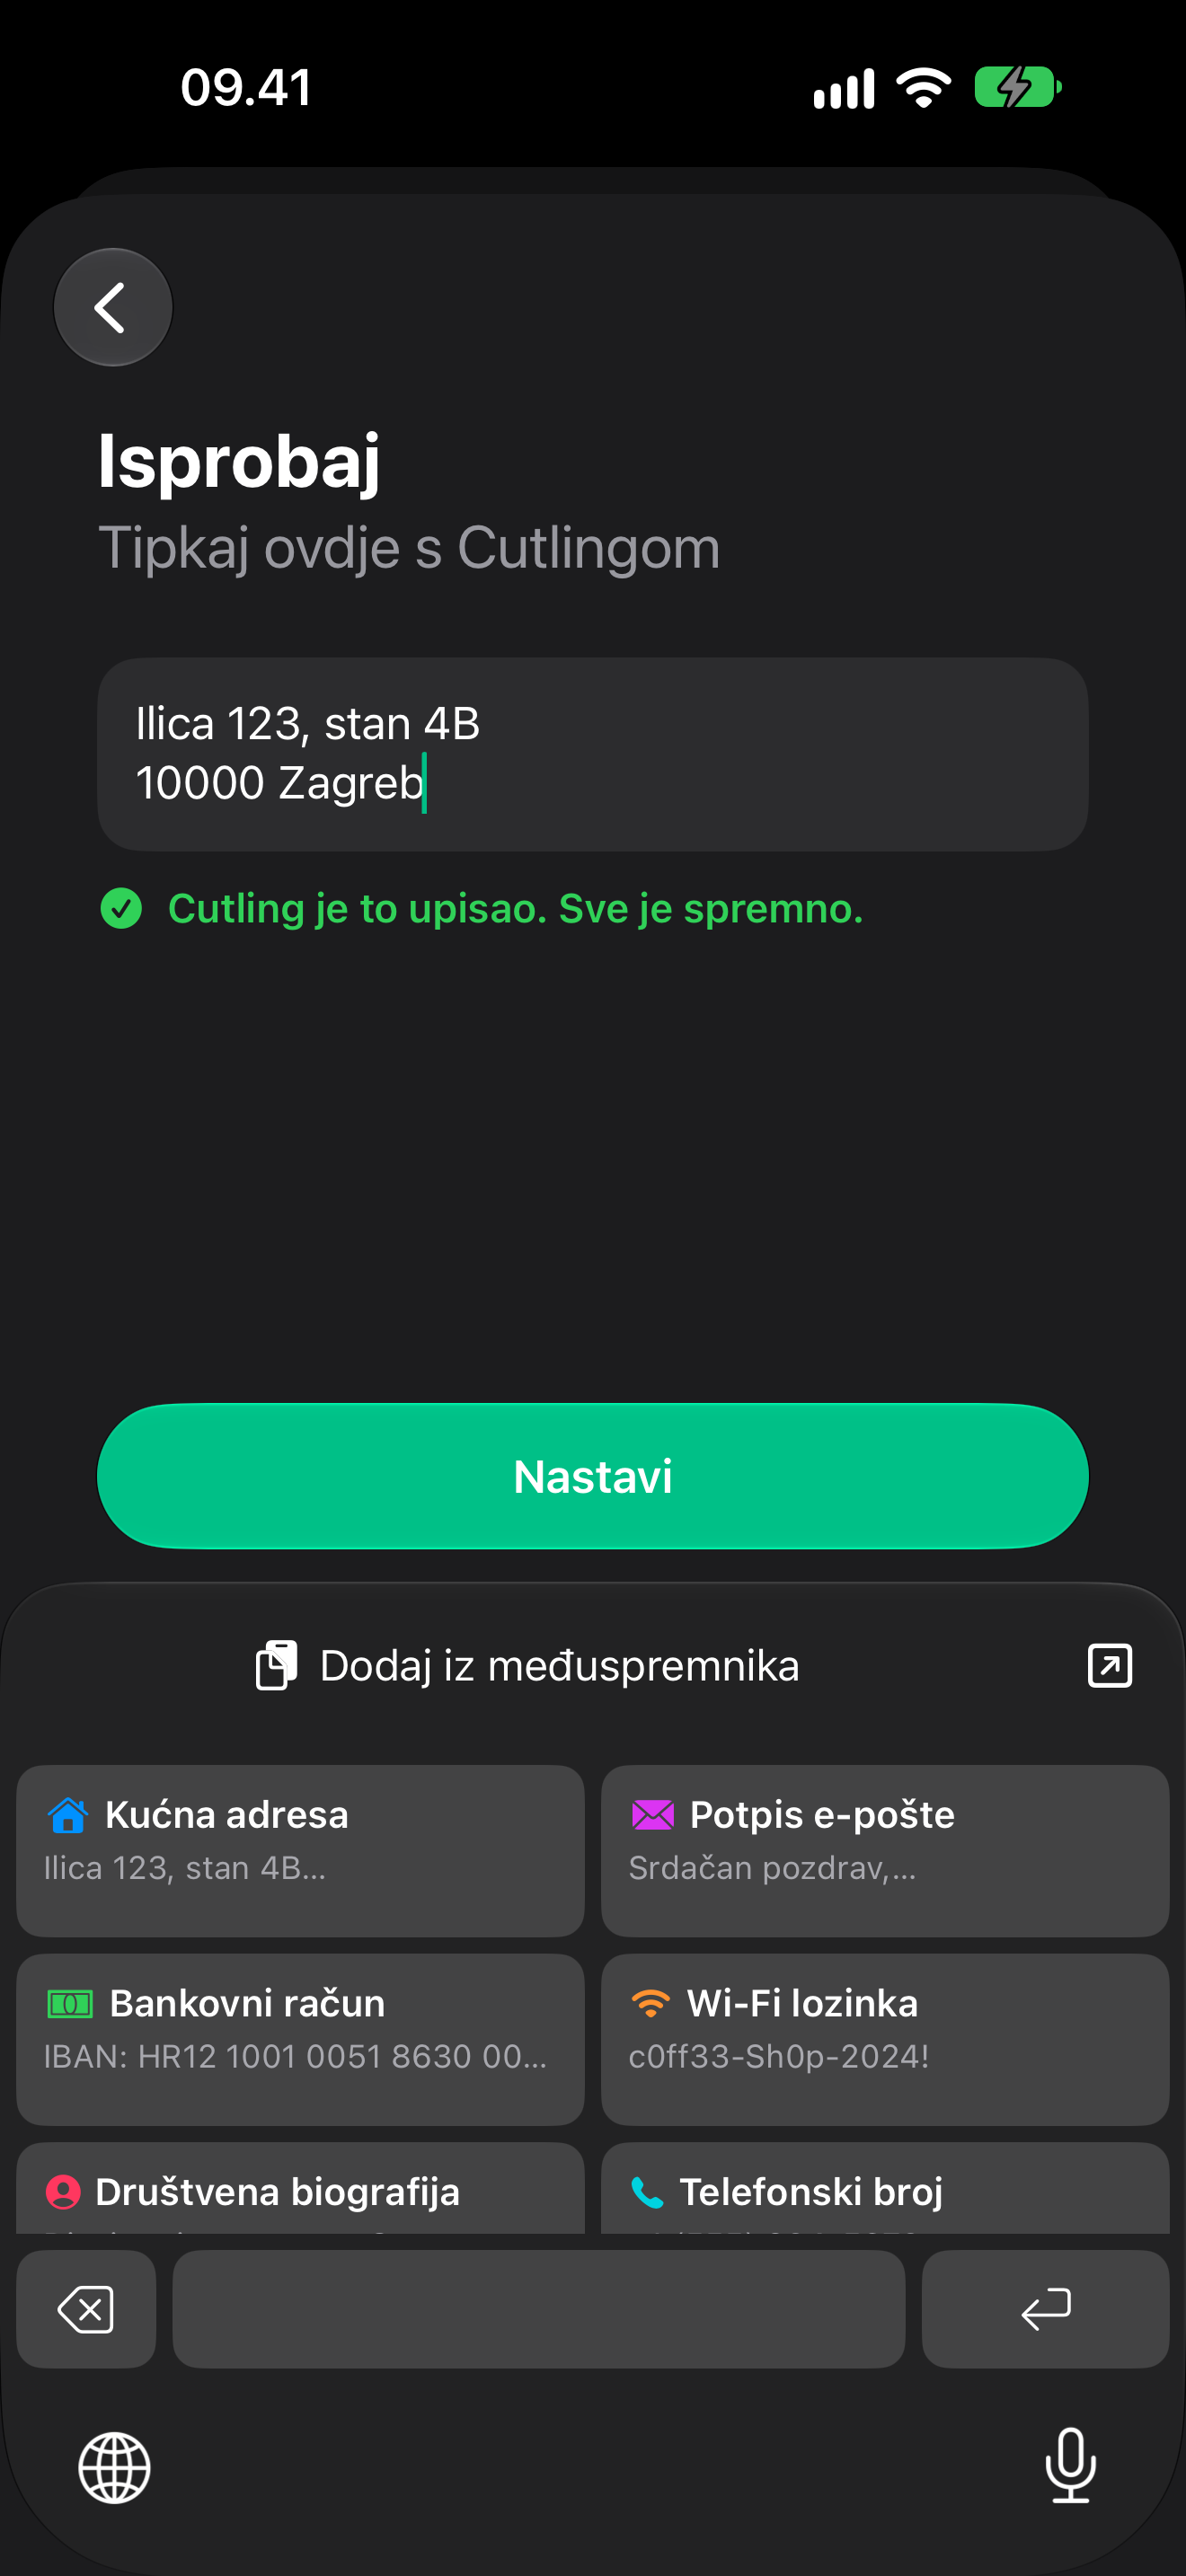 09.41
Isprobaj
Tipkaj ovdje s Cutlingom
Ilica 123, stan 4B
10000 Zagreb
Cutling je to upisao. Sve je spremno.
Nastavi
Dodaj iz međuspremnika
Kućna adresa
Ilica 123, stan 4B...
Potpis e-pošte
Srdačan pozdrav,...
Bankovni račun
IBAN: HR12 1001 0051 8630 00...
Wi-Fi lozinka
c0ff33-Sh0p-2024!
Društvena biografija
Telefonski broj